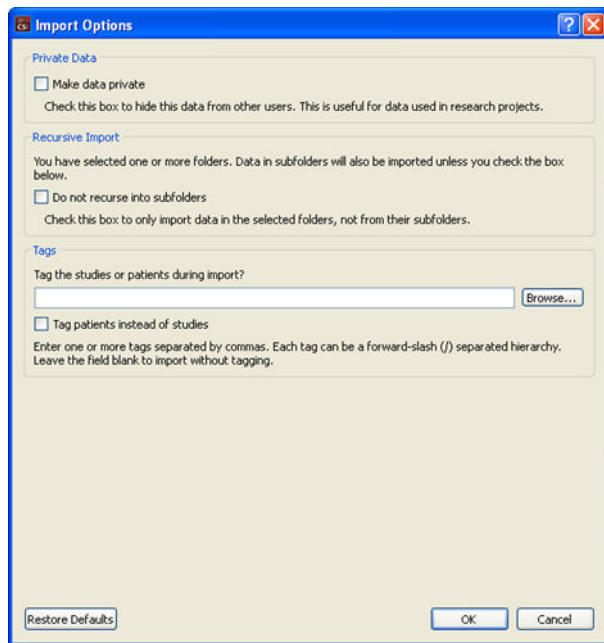 Import Options
Private Data
Make data private
Check this box to hide this data from other users. This is useful for data used in research projects.
Recursive Import
You have selected one or more folders. Data in subfolders will also be imported unless you check the box
below.
Do not recurse into subfolders
Check this box to only import data in the selected folders, not from their subfolders.
Tags
Tag the studies or patients during import?
Browse...
Tag patients instead of studies
Enter one or more tags separated by commas. Each tag can be a forward-slash (/) separated hierarchy.
Leave the field blank to import without tagging.
Restore Defaults
OK
Cancel